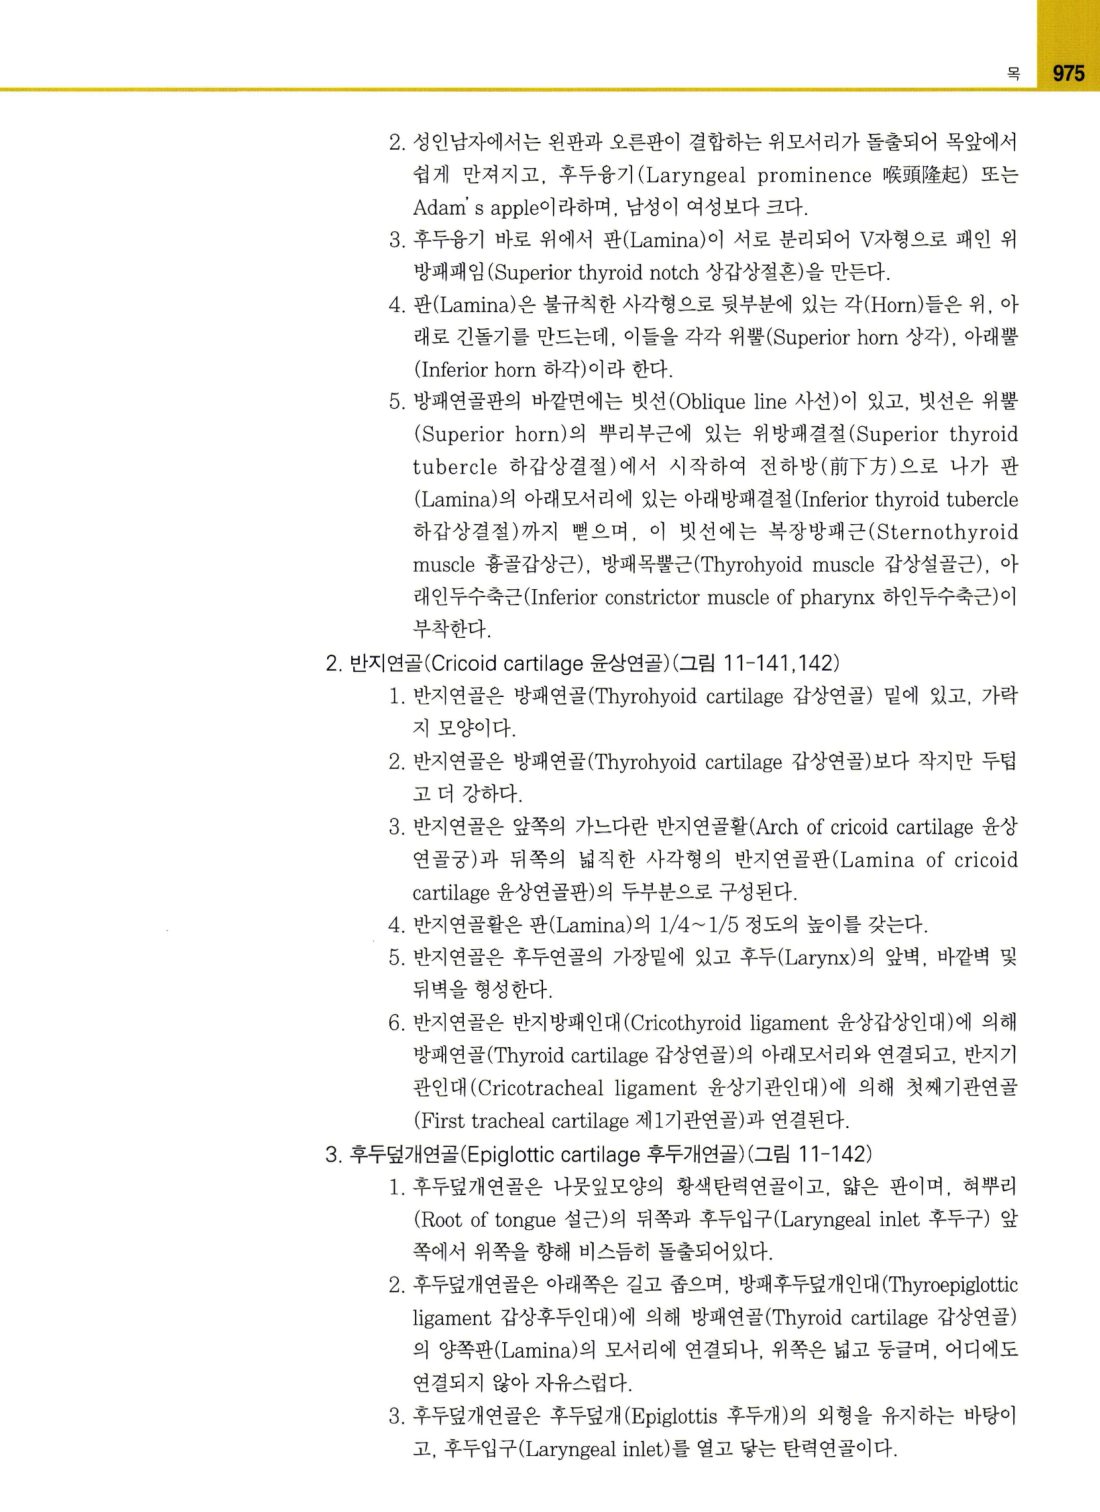 목 975
2. 성인남자에서는 왼판과 오른판이 결합하는 위모서리가 돌출되어 목앞에서
쉽게 만져지고, 후두융기(Laryngeal prominence 喉頭隆起) 또는
Adam's apple이라하며, 남성이 여성보다 크다.
3. 후두융기 바로 위에서 판(Lamina)이 서로 분리되어 V자형으로 패인 위
방패패임(Superior thyroid notch 상갑상절흔)을 만든다.
4. 판(Lamina)은 불규칙한 사각형으로 뒷부분에 있는 각(Horn)들은 위, 아
래로 긴돌기를 만드는데, 이들을 각각 위뿔(Superior horn 상각), 아래뿔
(Inferior horn 하각)이라 한다.
5. 방패연골판의 바깥면에는 빗선(Oblique line 사선)이 있고, 빗선은 위뿔
(Superior horn)의 뿌리부근에 있는 위방패결절(Superior thyroid
tubercle 하갑상결절)에서 시작하여 전하방(前下方)으로 나가 판
(Lamina)의 아래모서리에 있는 아래방패결절(Inferior thyroid tubercle
하갑상결절)까지 뻗으며, 이 빗선에는 복장방패근(Sternothyroid
muscle 흉골갑상근), 방패목뿔근(Thyrohyoid muscle 갑상설골근), 아
래인두수축근(Inferior constrictor muscle of pharynx 하인두수축근)이
부착한다.
2. 반지연골(Cricoid cartilage 윤상연골)(그림 11-141,142)
1. 반지연골은 방패연골(Thyrohyoid cartilage 갑상연골) 밑에 있고, 가락
지 모양이다.
2. 반지연골은 방패연골(Thyrohyoid cartilage 갑상연골)보다 작지만 두텁
고 더 강하다.
3. 반지연골은 앞쪽의 가느다란 반지연골활(Arch of cricoid cartilage 윤상
연골궁)과 뒤쪽의 넓직한 사각형의 반지연골판(Lamina of cricoid
cartilage 윤상연골판)의 두부분으로 구성된다.
4. 반지연골활은 판(Lamina)의 1/4~1/5 정도의 높이를 갖는다.
5. 반지연골은 후두연골의 가장밑에 있고 후두(Larynx)의 앞벽, 바깥벽 및
뒤벽을 형성한다.
6. 반지연골은 반지방패인대(Cricothyroid ligament 윤상갑상인대)에 의해
방패연골(Thyroid cartilage 갑상연골)의 아래모서리와 연결되고, 반지기
관인대(Cricotracheal ligament 윤상기관인대)에 의해 첫째기관연골
(First tracheal cartilage 제1기관연골)과 연결된다.
3. 후두덮개연골(Epiglottic cartilage 후두개연골)(그림 11-142)
1. 후두덮개연골은 나뭇잎모양의 황색탄력연골이고, 얇은 판이며, 혀뿌리
(Root of tongue 설근)의 뒤쪽과 후두입구(Laryngeal inlet 후두구) 앞
쪽에서 위쪽을 향해 비스듬히 돌출되어있다.
2. 후두덮개연골은 아래쪽은 길고 좁으며, 방패후두덮개인대(Thyroepiglottic
ligament 갑상후두인대)에 의해 방패연골(Thyroid cartilage 갑상연골)
의 양쪽판(Lamina)의 모서리에 연결되나, 위쪽은 넓고 둥글며, 어디에도
연결되지 않아 자유스럽다.
3. 후두덮개연골은 후두덮개(Epiglottis 후두개)의 외형을 유지하는 바탕이
고, 후두입구(Laryngeal inlet)를 열고 닿는 탄력연골이다.